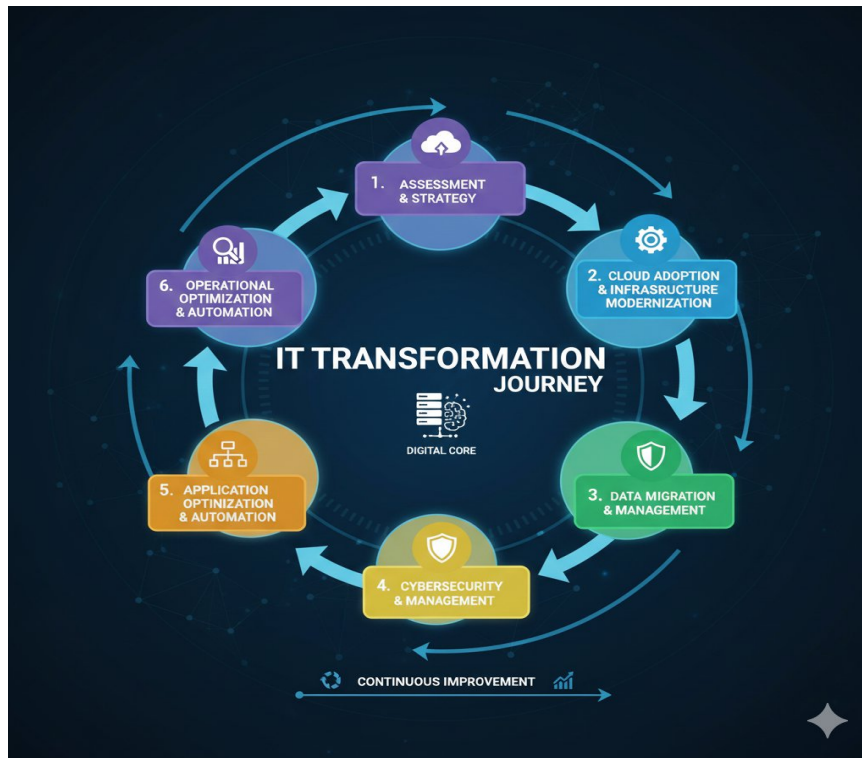 1. ASSESSMENT
& STRATEGY
2. CLOUD ADOPTION
& INFRASRUCTURE
MODERNIZATION
3. DATA MIGRATION
& MANAGEMENT
4. CYBERSECURITY
& MANAGEMENT
5. APPLICATION
OPTINIZATION
& AUTOMATION
6. OPERATIONAL
OPTIMIZATION
& AUTOMATION
IT TRANSFORMATION
JOURNEY
DIGITAL CORE
CONTINUOUS IMPROVEMENT